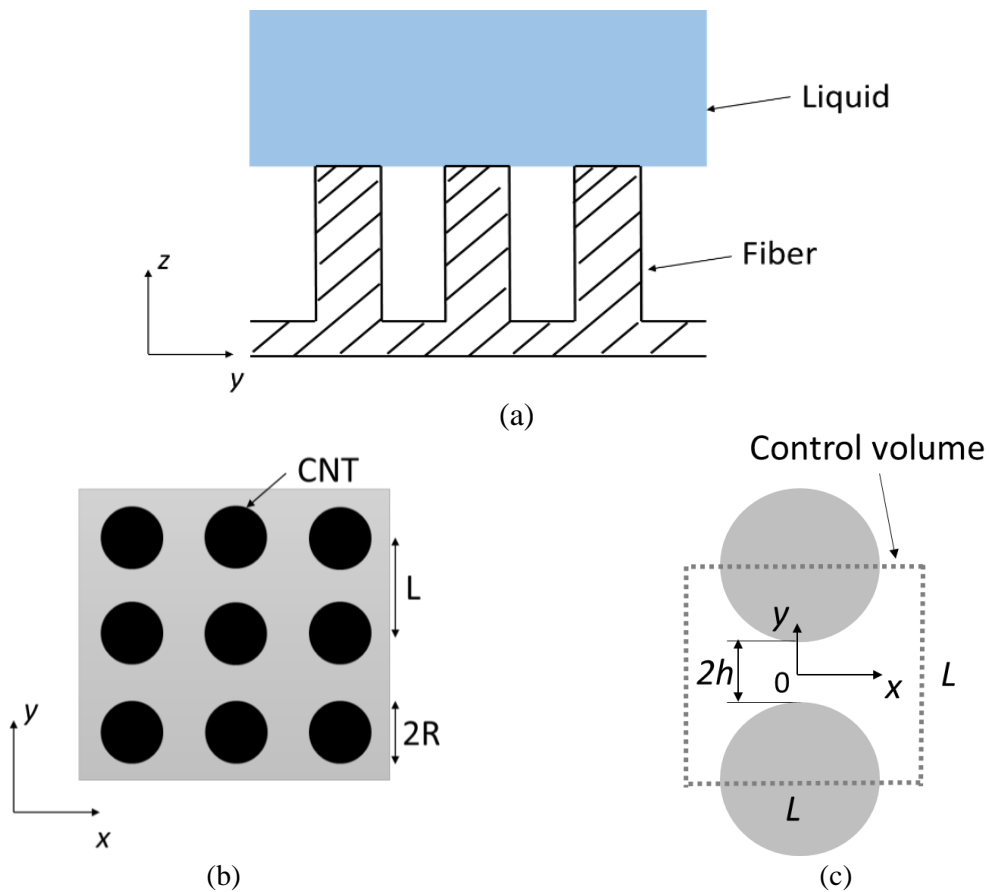 Liquid
Fiber
z
y
(a)
Control volume
CNT
L
2R
y
x
y
2h
0
x
L
L
(b)
(c)